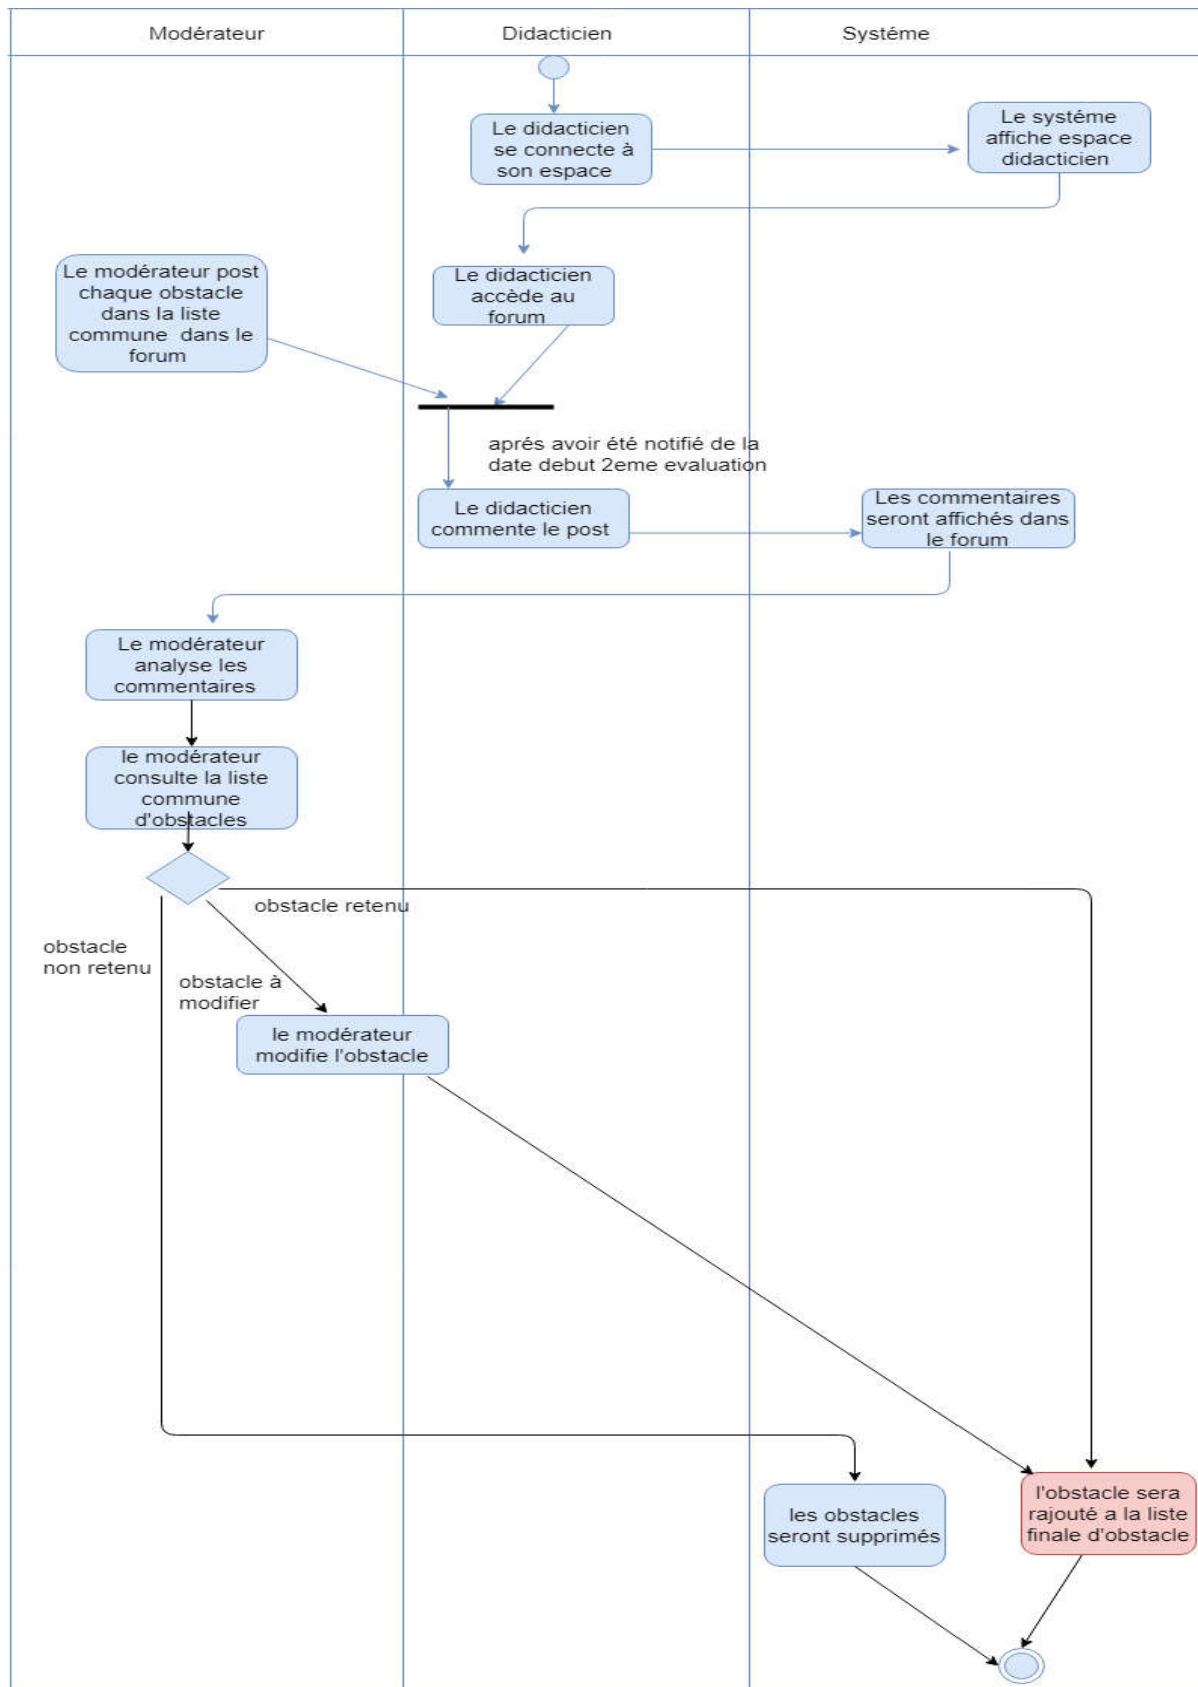 Modérateur
Didacticien
Systéme
Le didacticien
se connecte à
son espace
Le systéme
affiche espace
didacticien
Le modérateur post
chaque obstacle
dans la liste
commune dans le
forum
Le didacticien
accède au
forum
aprés avoir été notifié de la
date debut 2eme evaluation
Le didacticien
commente le post
Les commentaires
seront affichés dans
le forum
Le modérateur
analyse les
commentaires
le modérateur
consulte la liste
commune
d'obstacles
obstacle retenu
obstacle
non retenu
obstacle à
modifier
le modérateur
modifie l'obstacle
les obstacles
seront supprimés
l'obstacle sera
rajouté a la liste
finale d'obstacle